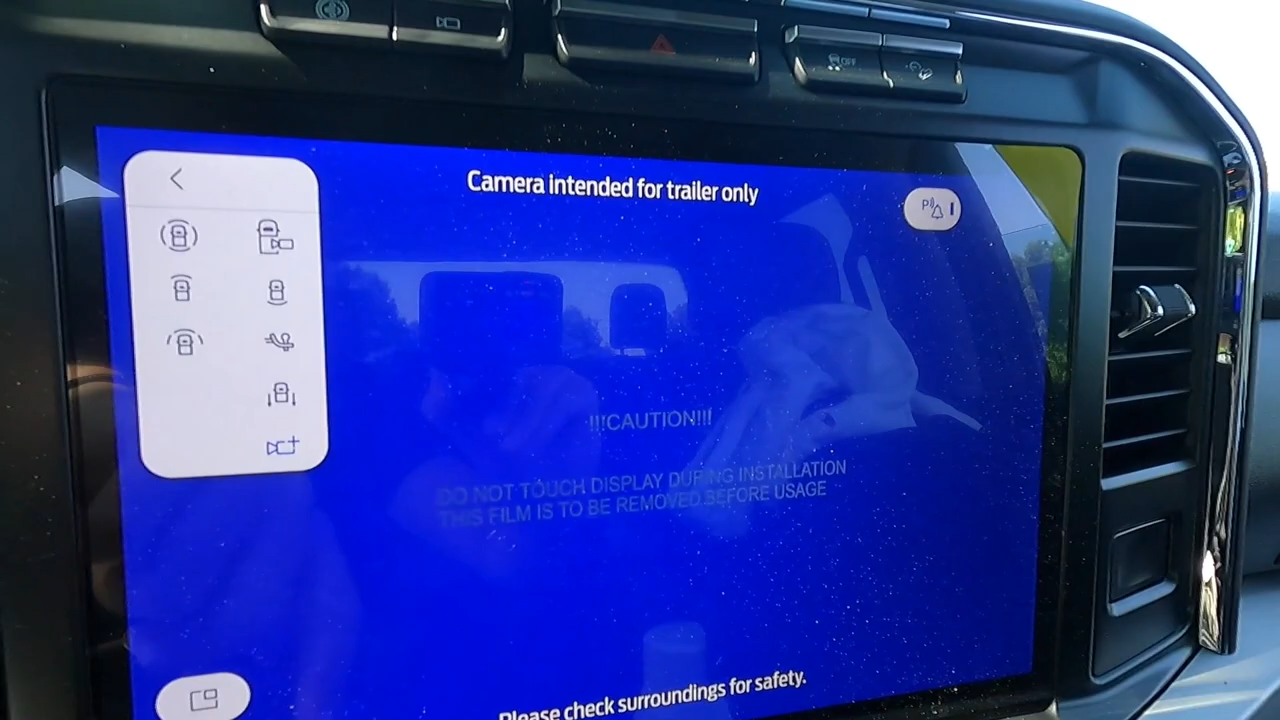 OFF
Camera intended for trailer only
P
!!!CAUTION!!!
DO NOT TOUCH DISPLAY DURING INSTALLATION
THIS FILM IS TO BE REMOVED BEFORE USAGE
Please check surroundings for safety.